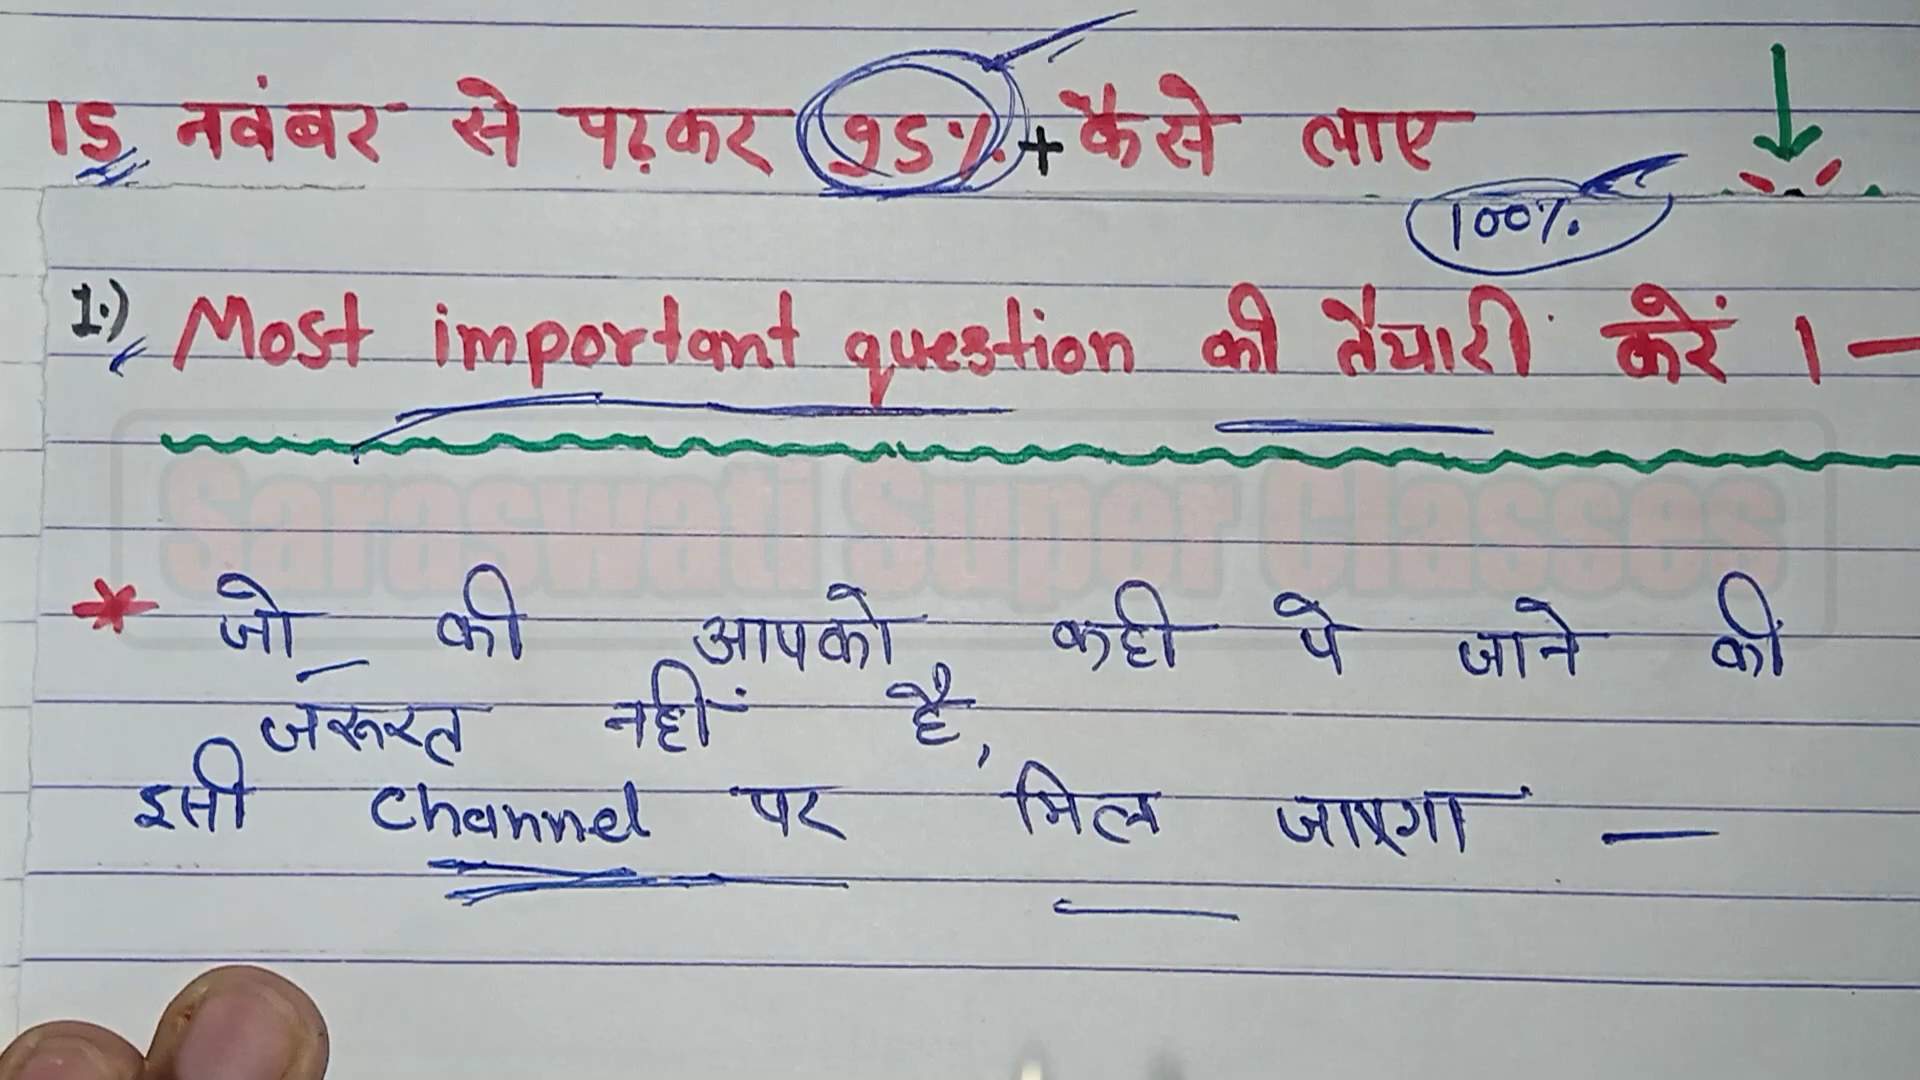 15 नवंबर से पढ़कर 95%+ कैसे लाए
100%
1.) Most important question की तैयारी करें । —
Saraswati Super Classes
* जो की आपको कही पे जाने की
जरूरत नहीं है,
इसी channel पर मिल जाएगा —